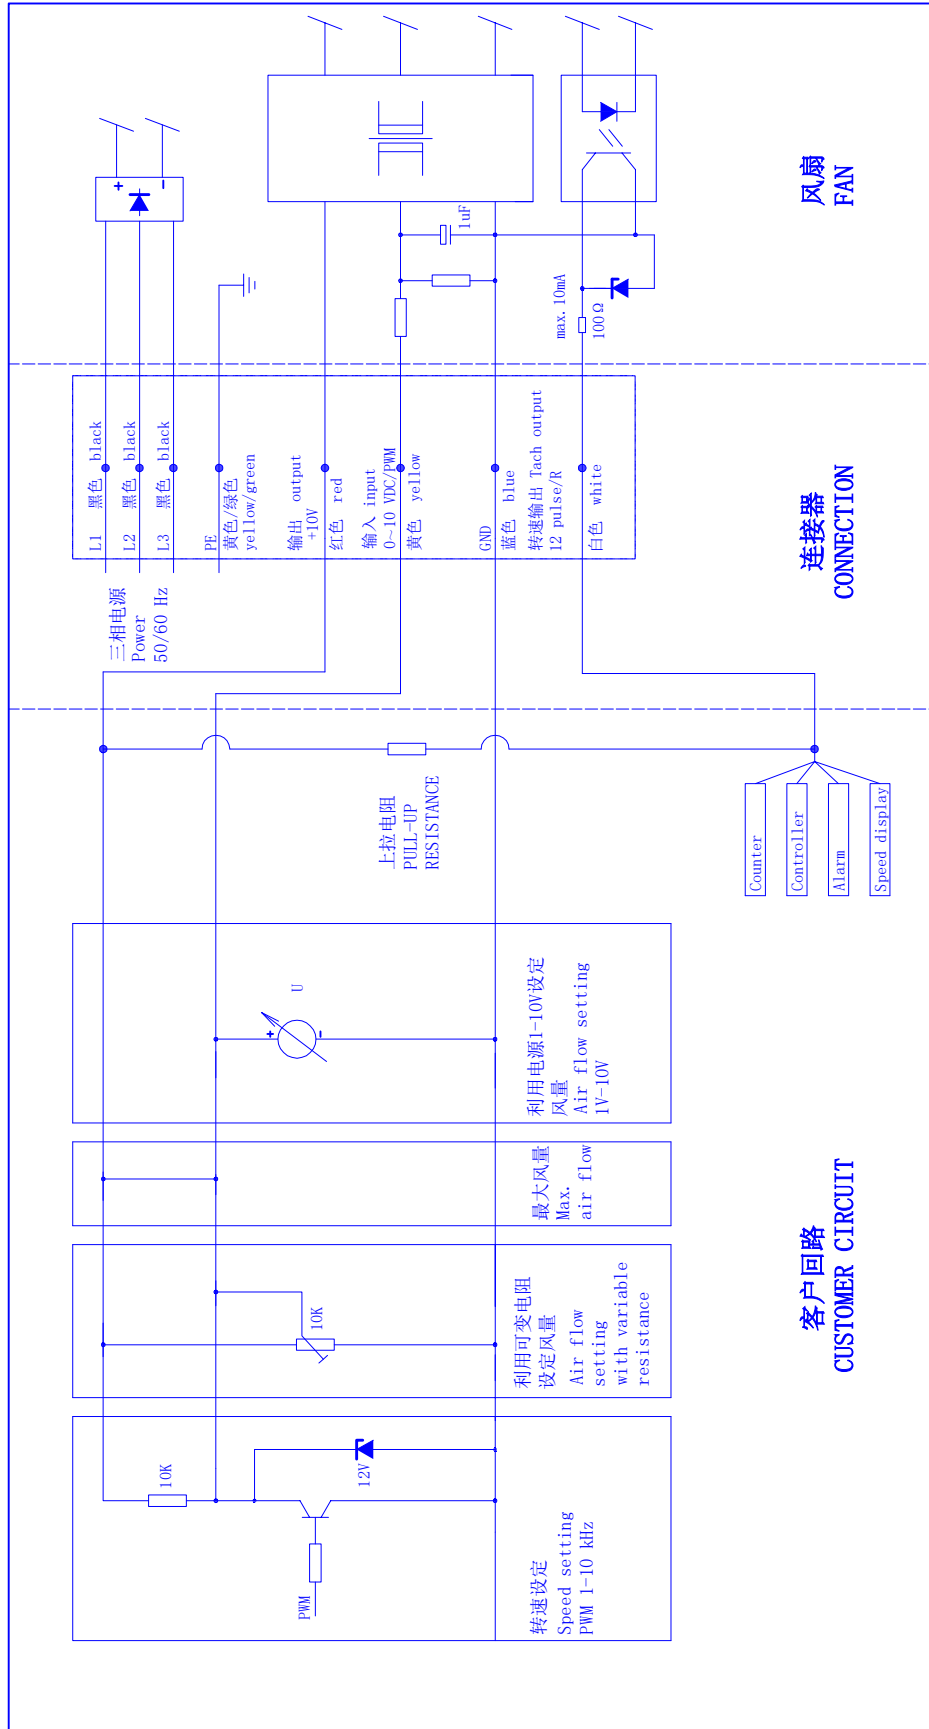 客户回路
CUSTOMER CIRCUIT
连接器
CONNECTION
风扇
FAN
PWM
10K
12V
转速设定
Speed setting
PWM 1-10 kHz
10K
利用可变电阻
设定风量
Air flow
setting
with variable
resistance
最大风量
Max.
air flow
+
-
U
利用电源1-10V设定
风量
Air flow setting
1V-10V
上拉电阻
PULL-UP
RESISTANCE
Counter
Controller
Alarm
Speed display
三相电源
Power
50/60 Hz
L1 黑色 black
L2 黑色 black
L3 黑色 black
PE
黄色/绿色
yellow/green
输出 output
+10V
红色 red
输入 input
0~10 VDC/PWM
黄色 yellow
GND
蓝色 blue
转速输出 Tach output
12 pulse/R
白色 white
+
-
1uF
max. 10mA
100Ω